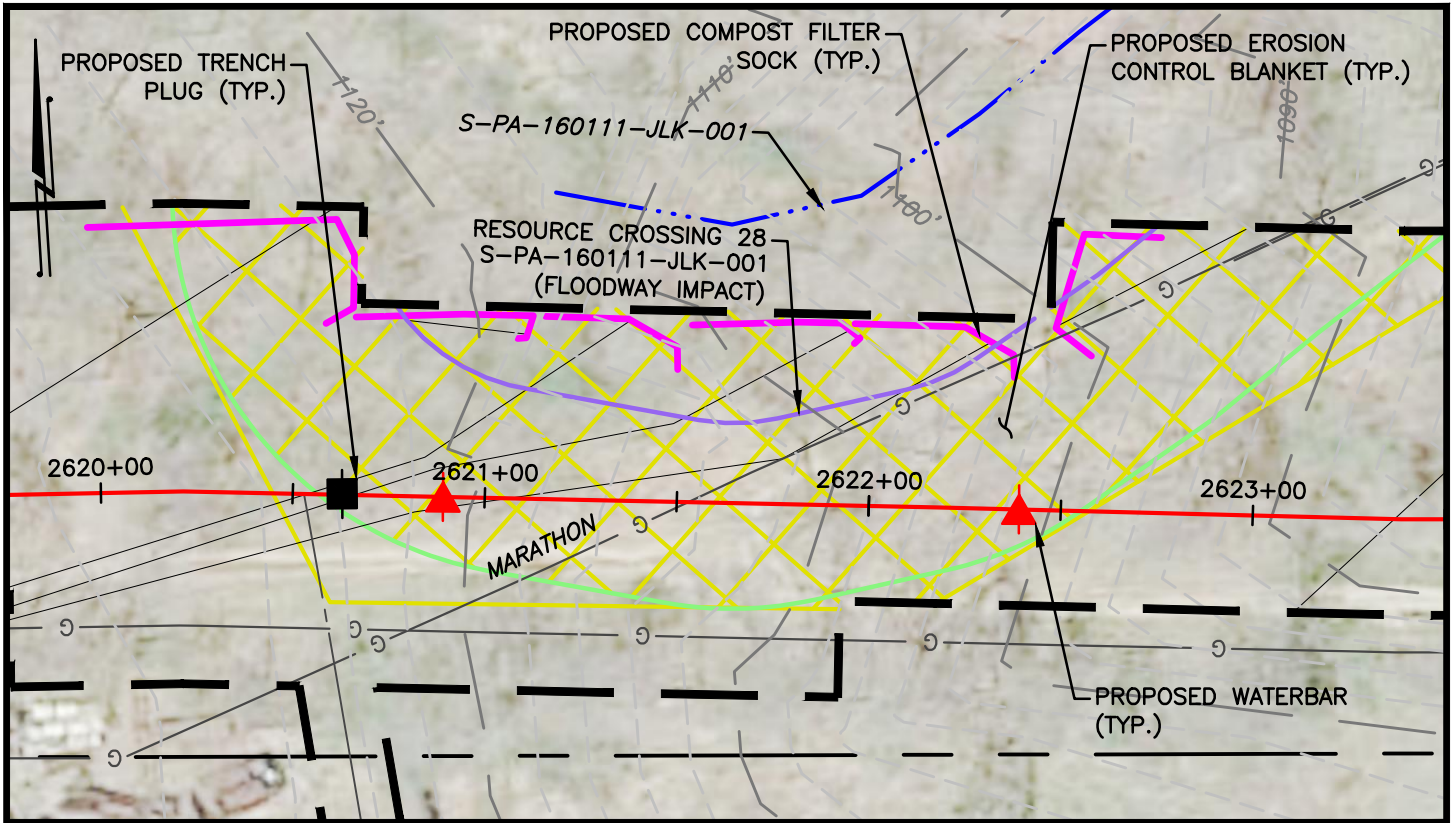 PROPOSED COMPOST FILTER
SOCK (TYP.)
PROPOSED EROSION
CONTROL BLANKET (TYP.)
PROPOSED TRENCH
PLUG (TYP.)
1120'
1110'
1090'
S-PA-160111-JLK-001
1100'
G
G
RESOURCE CROSSING 28
S-PA-160111-JLK-001
(FLOODWAY IMPACT)
G
G
2620+00
2621+00
2622+00
2623+00
G
MARATHON
G
G
G
G
G
G
PROPOSED WATERBAR
(TYP.)
G